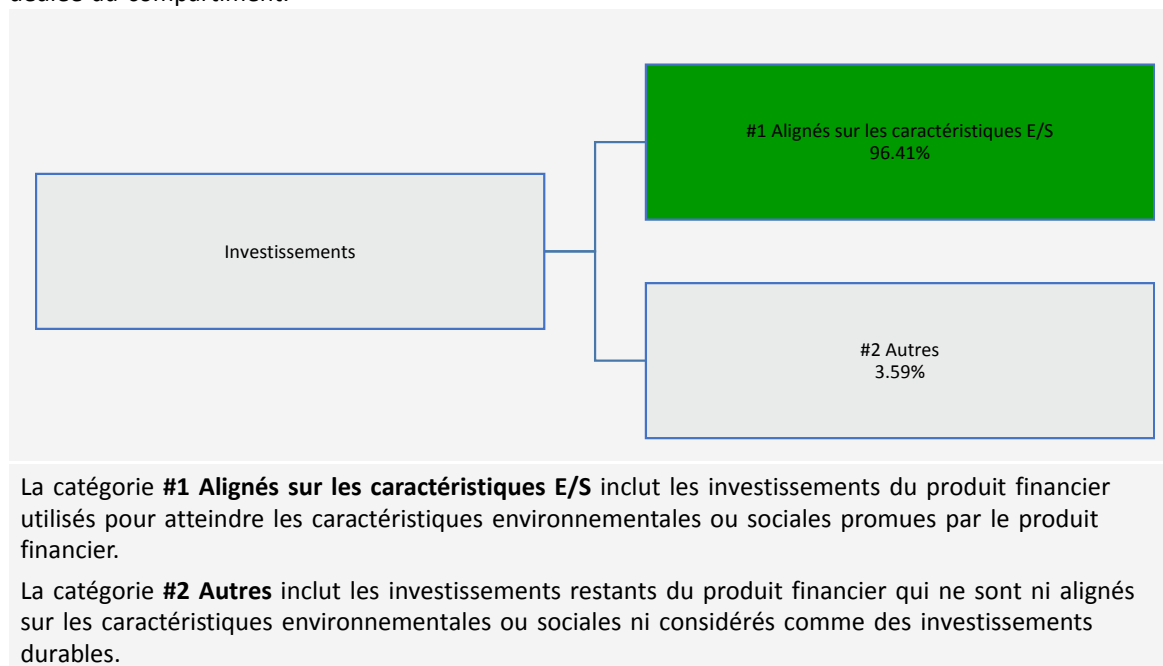 dédiée du compartiment.
#1 Alignés sur les caractéristiques E/S
96.41%
Investissements
#2 Autres
3.59%
La catégorie #1 Alignés sur les caractéristiques E/S inclut les investissements du produit financier
utilisés pour atteindre les caractéristiques environnementales ou sociales promues par le produit
financier.
La catégorie #2 Autres inclut les investissements restants du produit financier qui ne sont ni alignés
sur les caractéristiques environnementales ou sociales ni considérés comme des investissements
durables.